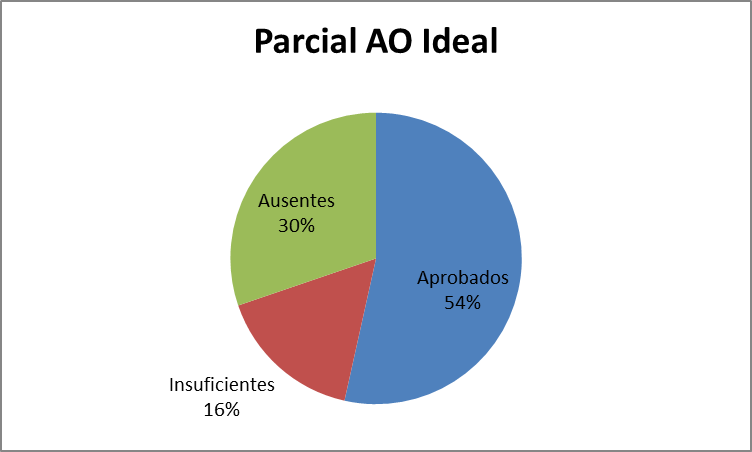 Parcial AO Ideal
Ausentes
30%
Aprobados
54%
Insuficientes
16%